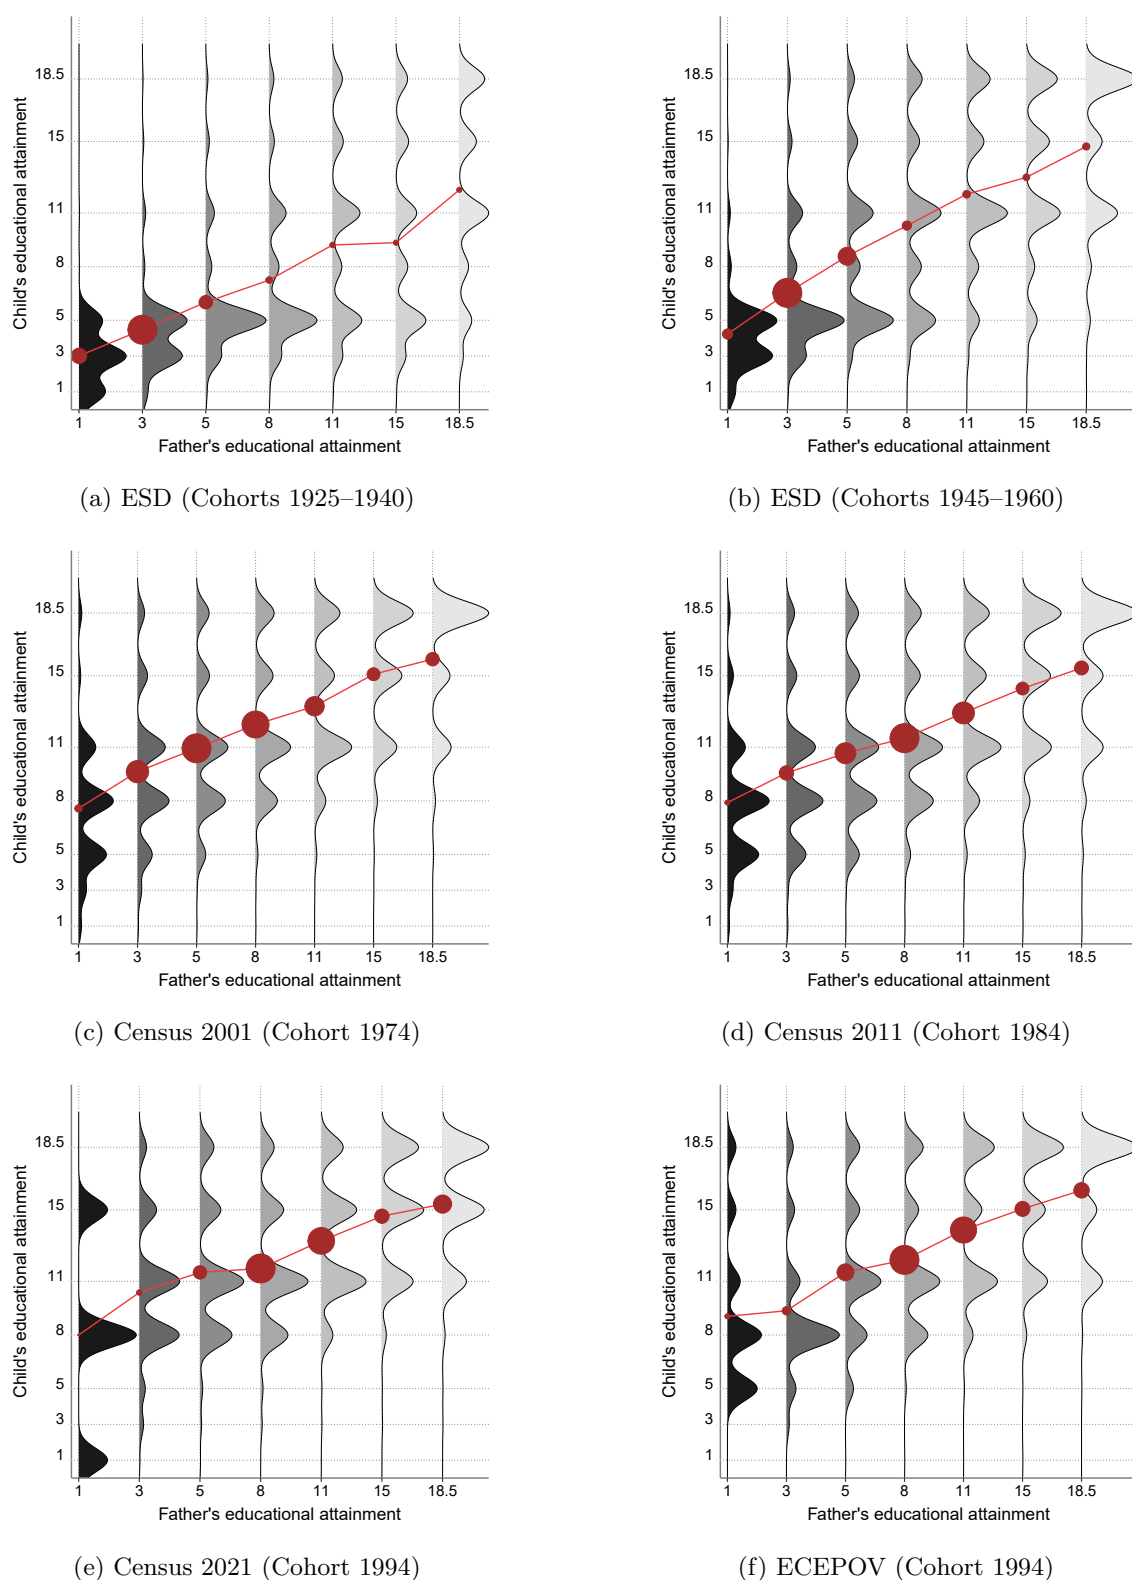 18.5
15
11
8
5
3
1
Child's educational attainment
1 3 5 8 11 15 18.5
Father's educational attainment
(a) ESD (Cohorts 1925–1940)
18.5
15
11
8
5
3
1
Child's educational attainment
1 3 5 8 11 15 18.5
Father's educational attainment
(b) ESD (Cohorts 1945–1960)
18.5
15
11
8
5
3
1
Child's educational attainment
1 3 5 8 11 15 18.5
Father's educational attainment
(c) Census 2001 (Cohort 1974)
18.5
15
11
8
5
3
1
Child's educational attainment
1 3 5 8 11 15 18.5
Father's educational attainment
(d) Census 2011 (Cohort 1984)
18.5
15
11
8
5
3
1
Child's educational attainment
1 3 5 8 11 15 18.5
Father's educational attainment
(e) Census 2021 (Cohort 1994)
18.5
15
11
8
5
3
1
Child's educational attainment
1 3 5 8 11 15 18.5
Father's educational attainment
(f) ECEPOV (Cohort 1994)